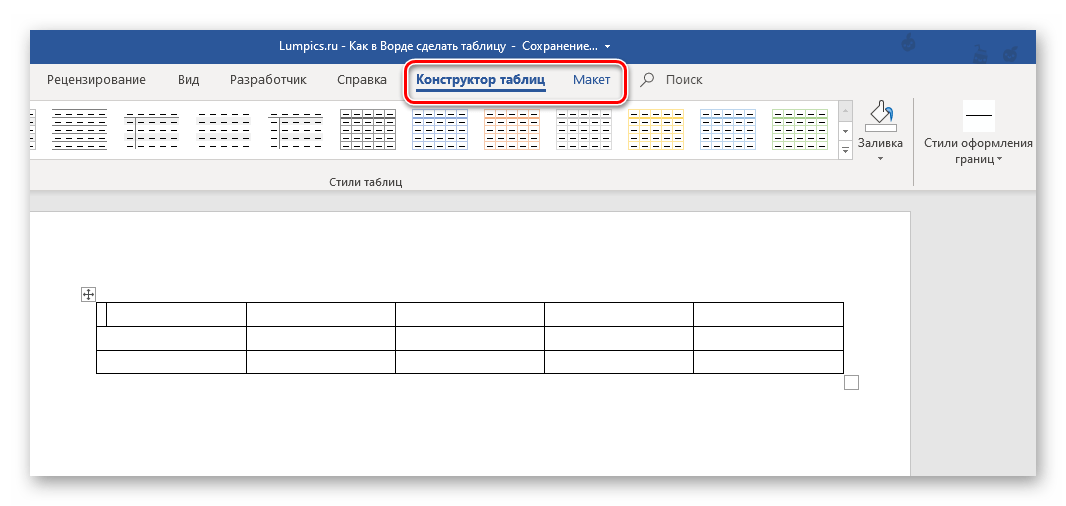 Lumpics.ru - Как в Ворде сделать таблицу - Сохранение...
Рецензирование Вид Разработчик Справка Конструктор таблиц Макет Поиск
Заливка
Стили оформления
границ
Стили таблиц